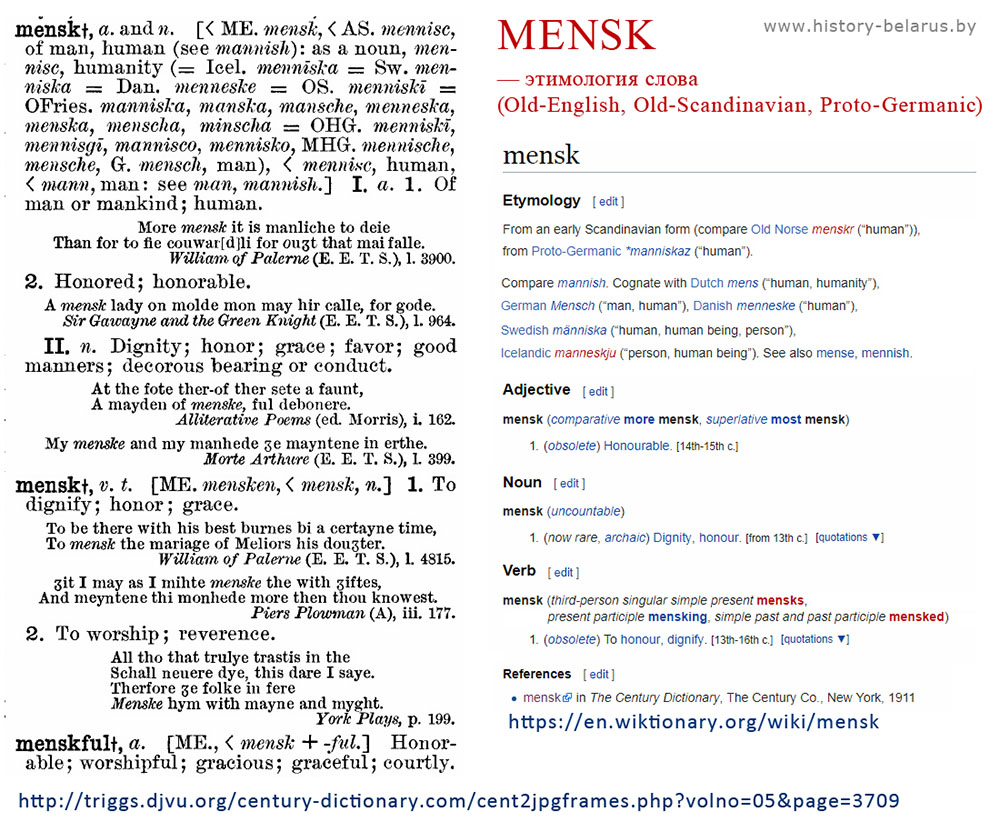 menskt, a. and n. [< ME. mensk, < AS. mennisc,
of man, human (see mannish): as a noun, men-
nisc, humanity (= Icel. menniska = Sw. men-
niska = Dan. menneske = OS. menniskī =
OFries. manniska, manska, mansche, menneska,
menska, menscha, minscha = OHG. menniskī,
mennisgī, mannisco, mennisko, MHG. mennische,
mensche, G. mensch, man), < mennisc, human,
< mann, man: see man, mannish.] I. a. 1. Of
man or mankind; human.
More mensk it is manliche to deie
Than for to fle couwar[d]li for ouȝt that mai falle.
William of Palerne (E. E. T. S.), l. 3900.
2. Honored; honorable.
A mensk lady on molde mon may hir calle, for gode.
Sir Gawayne and the Green Knight (E. E. T. S.), l. 964.
II. n. Dignity; honor; grace; favor; good
manners; decorous bearing or conduct.
At the fote ther-of ther sete a faunt,
A mayden of menske, ful debonere.
Alliterative Poems (ed. Morris), i. 162.
My menske and my manhede ȝe mayntene in erthe.
Morte Arthure (E. E. T. S.), l. 399.
menskt, v. t. [ME. mensken, < mensk, n.] 1. To
dignify; honor; grace.
To be there with his best burnes bi a certayne time,
To mensk the mariage of Meliors his douȝter.
William of Palerne (E. E. T. S.), l. 4815.
ȝit I may as I mihte menske the with ȝiftes,
And meyntene thi monhede more then thou knowest.
Piers Plowman (A), iii. 177.
2. To worship; reverence.
All tho that trulye trastis in the
Schall neuere dye, this dare I saye.
Therfore ȝe folke in fere
Menske hym with mayne and myght.
York Plays, p. 199.
menskfult, a. [ME., < mensk + -ful.] Honor-
able; worshipful; gracious; graceful; courtly.
MENSK
www.history-belarus.by
— этимология слова
(Old-English, Old-Scandinavian, Proto-Germanic)
mensk
Etymology [ edit ]
From an early Scandinavian form (compare Old Norse menskr (“human”)),
from Proto-Germanic *manniskaz (“human”).
Compare mannish. Cognate with Dutch mens (“human, humanity”),
German Mensch (“man, human”), Danish menneske (“human”),
Swedish människa (“human, human being, person”),
Icelandic manneskju (“person, human being”). See also mense, mennish.
Adjective [ edit ]
mensk (comparative more mensk, superlative most mensk)
1. (obsolete) Honourable. [14th-15th c.]
Noun [ edit ]
mensk (uncountable)
1. (now rare, archaic) Dignity, honour. [from 13th c.] [quotations ▼]
Verb [ edit ]
mensk (third-person singular simple present mensks,
present participle mensking, simple past and past participle mensked)
1. (obsolete) To honour, dignify. [13th-16th c.] [quotations ▼]
References [ edit ]
• mensk in The Century Dictionary, The Century Co., New York, 1911
https://en.wiktionary.org/wiki/mensk
http://triggs.djvu.org/century-dictionary.com/cent2jpgframes.php?volno=05&page=3709